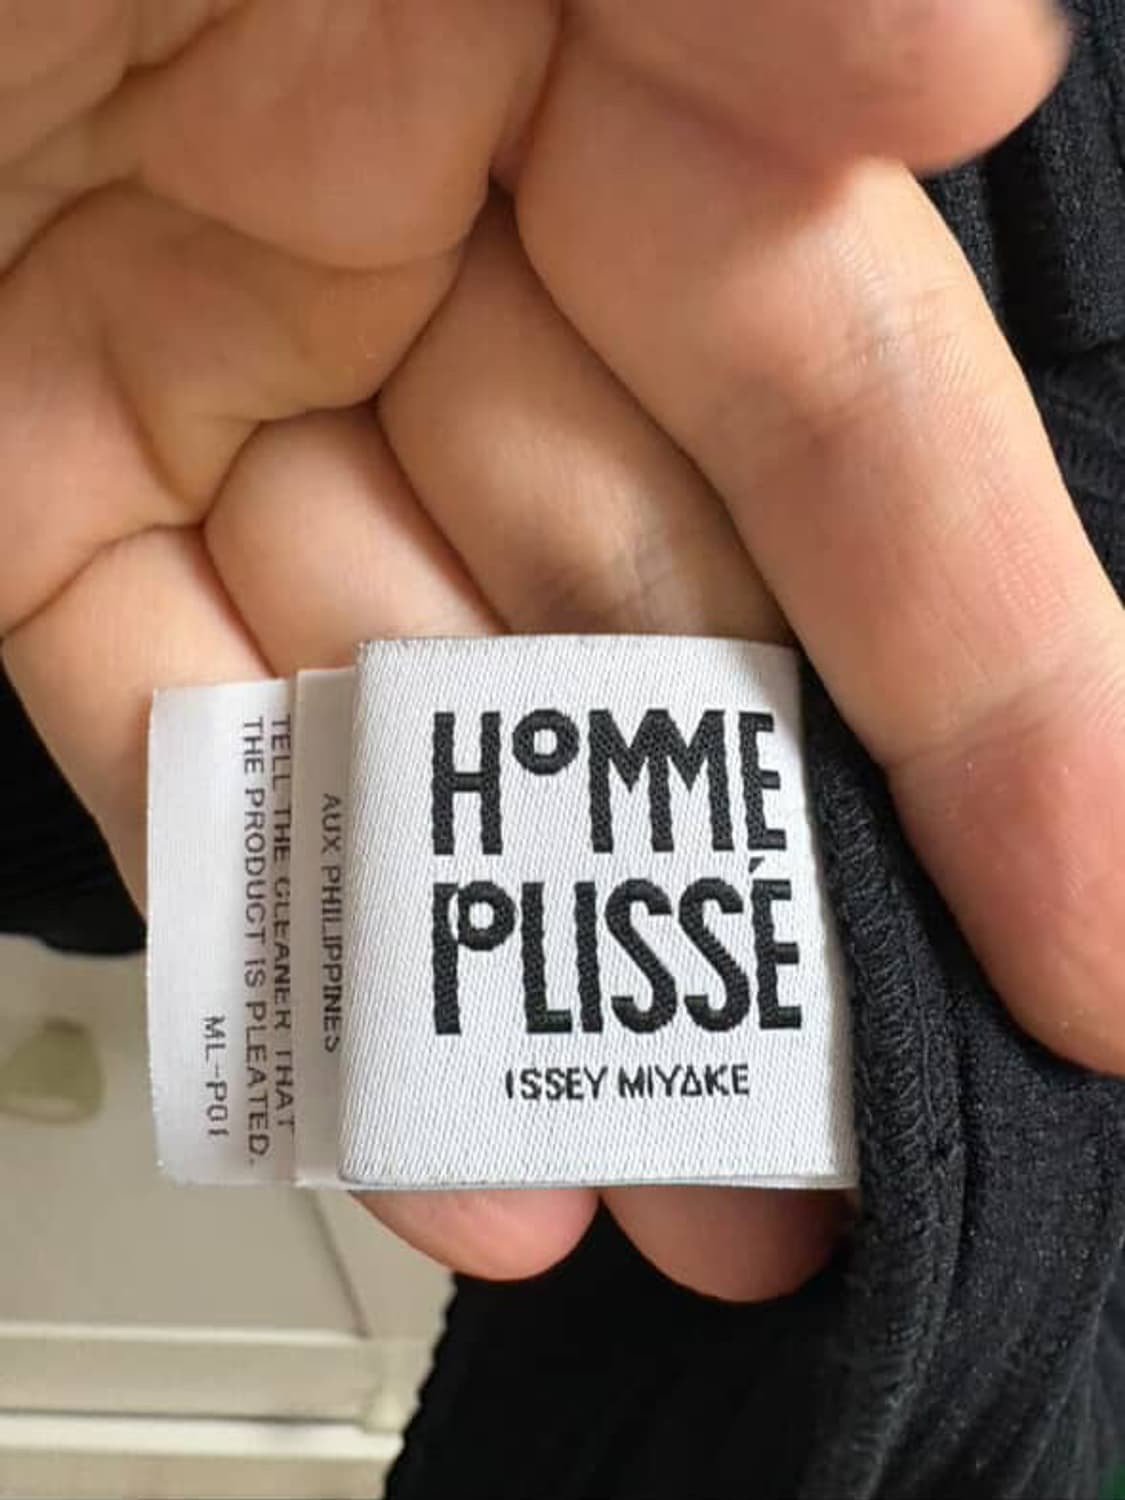 HOMME
PLISSÉ
ISSEY MIYAKE
AUX PHILIPPINES
TELL THE CLEANER THAT
THE PRODUCT IS PLEATED.
ML-P01